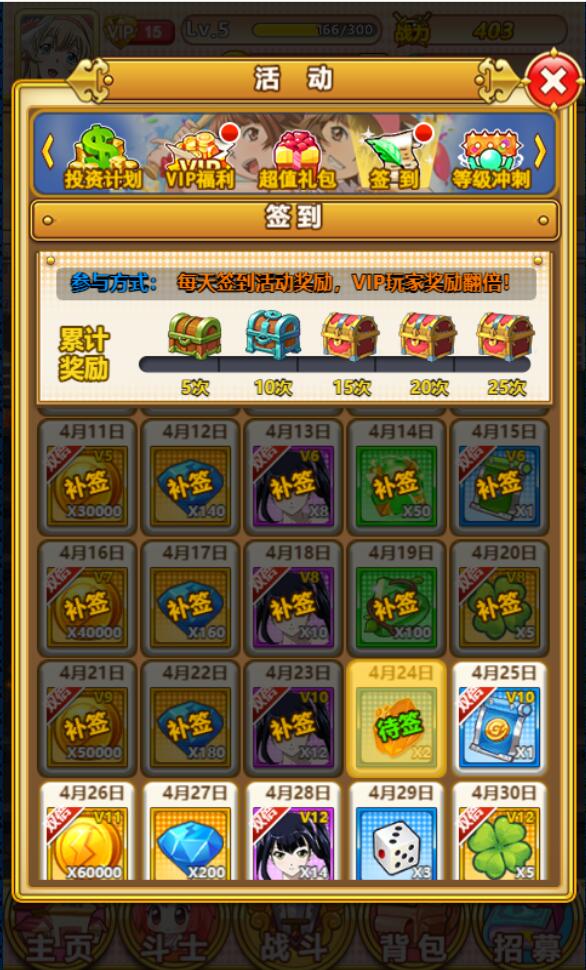 VIP 15 Lv.5 166/300 战力 403
活 动
投资计划 VIP福利 超值礼包 签到 等级冲刺
签到
参与方式： 每天签到活动奖励，VIP玩家奖励翻倍！
累计
奖励
5次 10次 15次 20次 25次
4月11日 4月12日 4月13日 4月14日 4月15日
双倍 V5 补签 X30000
补签 X140
双倍 V6 补签 X8
补签 X50
双倍 V6 补签 X1
4月16日 4月17日 4月18日 4月19日 4月20日
双倍 V7 补签 X40000
补签 X160
双倍 V8 补签 X10
补签 X100
双倍 V8 补签 X5
4月21日 4月22日 4月23日 4月24日 4月25日
双倍 V9 补签 X50000
补签 X180
双倍 V10 补签 X12
待签 X2
双倍 V10 X1
4月26日 4月27日 4月28日 4月29日 4月30日
双倍 V11 X60000
X200
双倍 V12 X14
X3
双倍 V12 X5
主页 斗士 战斗 背包 招募